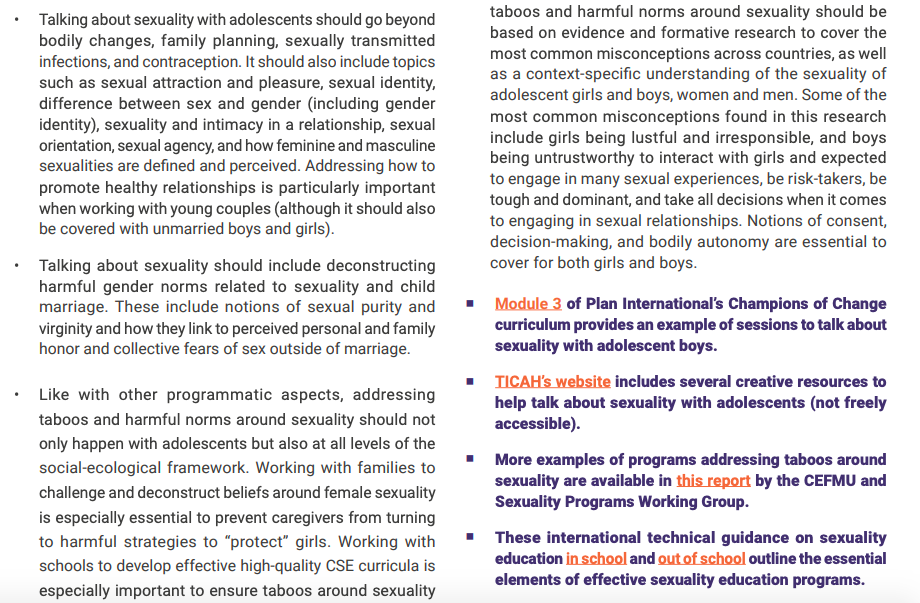 • Talking about sexuality with adolescents should go beyond
bodily changes, family planning, sexually transmitted
infections, and contraception. It should also include topics
such as sexual attraction and pleasure, sexual identity,
difference between sex and gender (including gender
identity), sexuality and intimacy in a relationship, sexual
orientation, sexual agency, and how feminine and masculine
sexualities are defined and perceived. Addressing how to
promote healthy relationships is particularly important
when working with young couples (although it should also
be covered with unmarried boys and girls).
• Talking about sexuality should include deconstructing
harmful gender norms related to sexuality and child
marriage. These include notions of sexual purity and
virginity and how they link to perceived personal and family
honor and collective fears of sex outside of marriage.
• Like with other programmatic aspects, addressing
taboos and harmful norms around sexuality should not
only happen with adolescents but also at all levels of the
social-ecological framework. Working with families to
challenge and deconstruct beliefs around female sexuality
is especially essential to prevent caregivers from turning
to harmful strategies to “protect” girls. Working with
schools to develop effective high-quality CSE curricula is
especially important to ensure taboos around sexuality
taboos and harmful norms around sexuality should be
based on evidence and formative research to cover the
most common misconceptions across countries, as well
as a context-specific understanding of the sexuality of
adolescent girls and boys, women and men. Some of the
most common misconceptions found in this research
include girls being lustful and irresponsible, and boys
being untrustworthy to interact with girls and expected
to engage in many sexual experiences, be risk-takers, be
tough and dominant, and take all decisions when it comes
to engaging in sexual relationships. Notions of consent,
decision-making, and bodily autonomy are essential to
cover for both girls and boys.
■ Module 3 of Plan International’s Champions of Change
curriculum provides an example of sessions to talk about
sexuality with adolescent boys.
■ TICAH’s website includes several creative resources to
help talk about sexuality with adolescents (not freely
accessible).
■ More examples of programs addressing taboos around
sexuality are available in this report by the CEFMU and
Sexuality Programs Working Group.
■ These international technical guidance on sexuality
education in school and out of school outline the essential
elements of effective sexuality education programs.